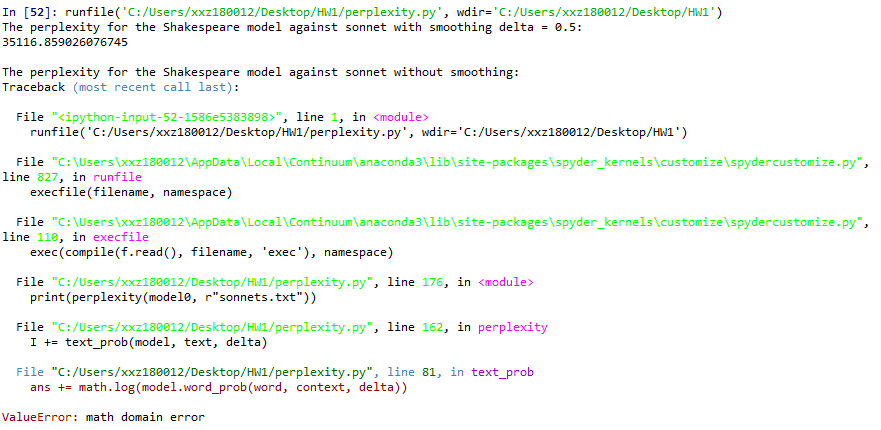 In [52]: runfile('C:/Users/xxz180012/Desktop/HW1/perplexity.py', wdir='C:/Users/xxz180012/Desktop/HW1')
The perplexity for the Shakespeare model against sonnet with smoothing delta = 0.5:
35116.859026076745

The perplexity for the Shakespeare model against sonnet without smoothing:
Traceback (most recent call last):

  File "<ipython-input-52-1586e5383898>", line 1, in <module>
    runfile('C:/Users/xxz180012/Desktop/HW1/perplexity.py', wdir='C:/Users/xxz180012/Desktop/HW1')

  File "C:\Users\xxz180012\AppData\Local\Continuum\anaconda3\lib\site-packages\spyder_kernels\customize\spydercustomize.py",
line 827, in runfile
    execfile(filename, namespace)

  File "C:\Users\xxz180012\AppData\Local\Continuum\anaconda3\lib\site-packages\spyder_kernels\customize\spydercustomize.py",
line 110, in execfile
    exec(compile(f.read(), filename, 'exec'), namespace)

  File "C:/Users/xxz180012/Desktop/HW1/perplexity.py", line 176, in <module>
    print(perplexity(model0, r"sonnets.txt"))

  File "C:/Users/xxz180012/Desktop/HW1/perplexity.py", line 162, in perplexity
    I += text_prob(model, text, delta)

  File "C:/Users/xxz180012/Desktop/HW1/perplexity.py", line 81, in text_prob
    ans += math.log(model.word_prob(word, context, delta))

ValueError: math domain error